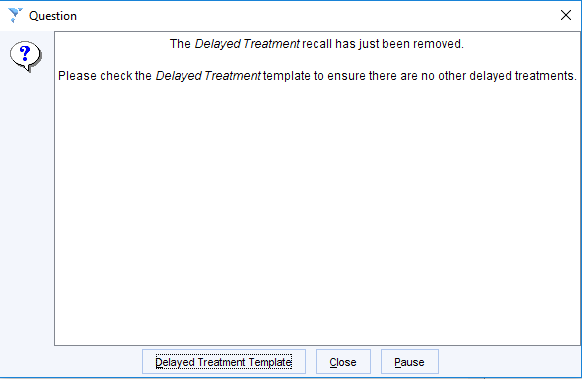 Question
The Delayed Treatment recall has just been removed.
Please check the Delayed Treatment template to ensure there are no other delayed treatments.
Delayed Treatment Template Close Pause